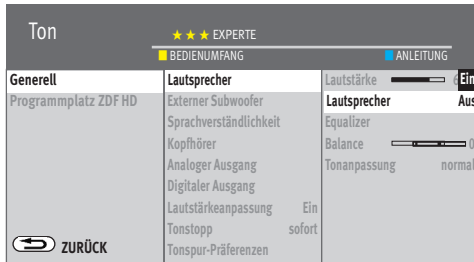 Ton
★★★ EXPERTE
BEDIENUMFANG
ANLEITUNG
Generell
Programmplatz ZDF HD
ZURÜCK
Lautsprecher
Externer Subwoofer
Sprachverständlichkeit
Kopfhörer
Analoger Ausgang
Digitaler Ausgang
Lautstärkeanpassung Ein
Tonstopp sofort
Tonspur-Präferenzen
Lautstärke Ein
Lautsprecher Aus
Equalizer
Balance 0
Tonanpassung normal